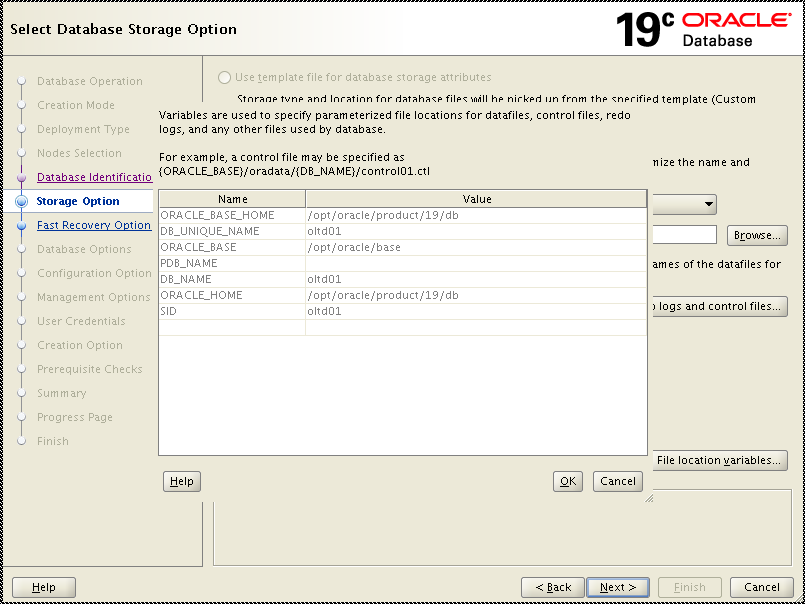 Select Database Storage Option
19c ORACLE
Database
Database Operation
Creation Mode
Deployment Type
Nodes Selection
Database Identificatio
Storage Option
Fast Recovery Option
Database Options
Configuration Option
Management Options
User Credentials
Creation Option
Prerequisite Checks
Summary
Progress Page
Finish
Use template file for database storage attributes
Storage type and location for database files will be picked up from the specified template (Custom
Variables are used to specify parameterized file locations for datafiles, control files, redo
logs, and any other files used by database.
For example, a control file may be specified as
{ORACLE_BASE}/oradata/{DB_NAME}/control01.ctl
Name Value
ORACLE_BASE_HOME /opt/oracle/product/19/db
DB_UNIQUE_NAME oltd01
ORACLE_BASE /opt/oracle/base
PDB_NAME
DB_NAME oltd01
ORACLE_HOME /opt/oracle/product/19/db
SID oltd01
Help OK Cancel
mize the name and
Browse...
ames of the datafiles for
o logs and control files...
File location variables...
Help < Back Next > Finish Cancel